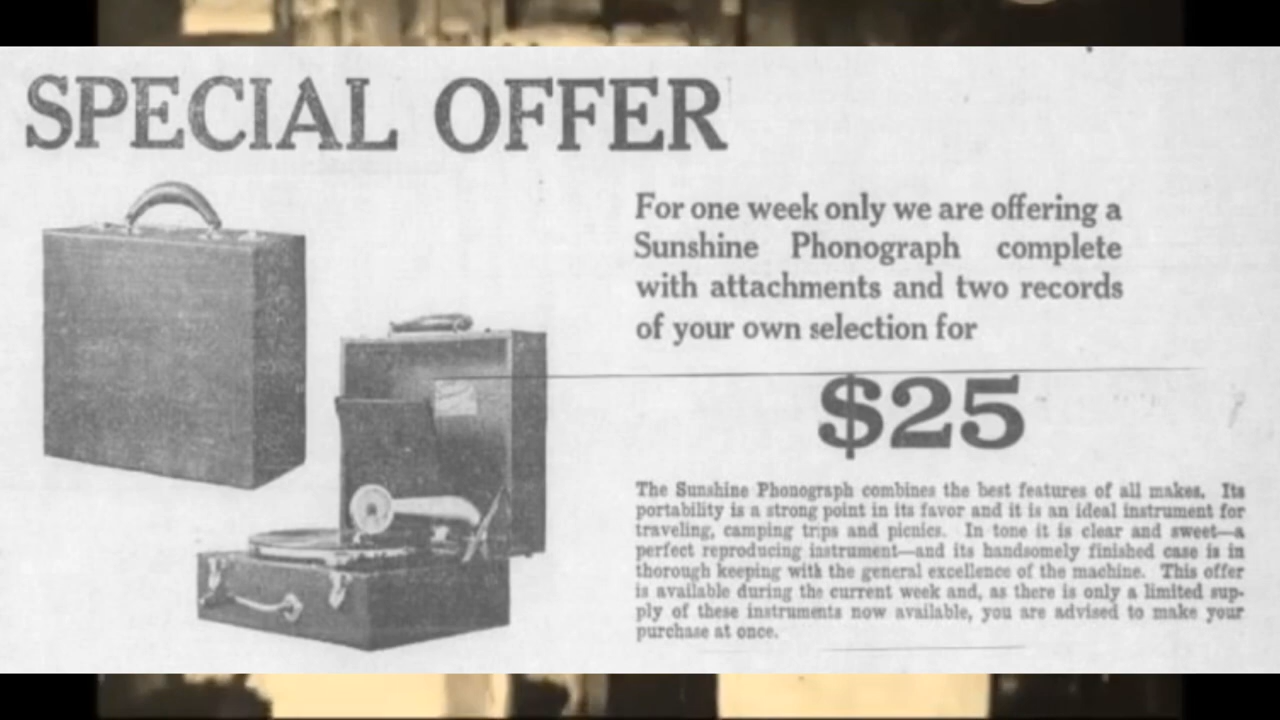 SPECIAL OFFER
For one week only we are offering a
Sunshine Phonograph complete
with attachments and two records
of your own selection for
$25
The Sunshine Phonograph combines the best features of all makes. Its
portability is a strong point in its favor and it is an ideal instrument for
traveling, camping trips and picnics. In tone it is clear and sweet—a
perfect reproducing instrument—and its handsomely finished case is in
thorough keeping with the general excellence of the machine. This offer
is available during the current week and, as there is only a limited sup-
ply of these instruments now available, you are advised to make your
purchase at once.